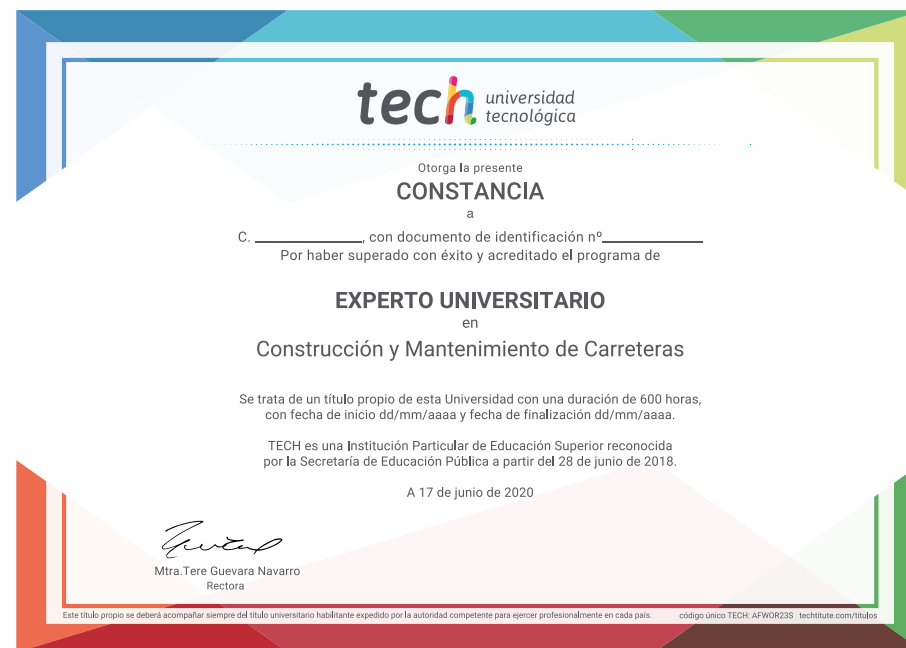 tech universidad
tecnológica
Otorga la presente
CONSTANCIA
a
C. ______________, con documento de identificación nº_____________
Por haber superado con éxito y acreditado el programa de
EXPERTO UNIVERSITARIO
en
Construcción y Mantenimiento de Carreteras
Se trata de un título propio de esta Universidad con una duración de 600 horas,
con fecha de inicio dd/mm/aaaa y fecha de finalización dd/mm/aaaa.
TECH es una Institución Particular de Educación Superior reconocida
por la Secretaría de Educación Pública a partir del 28 de junio de 2018.
A 17 de junio de 2020
Mtra.Tere Guevara Navarro
Rectora
Este título propio se deberá acompañar siempre del título universitario habilitante expedido por la autoridad competente para ejercer profesionalmente en cada país. código único TECH: AFWOR23S techtitute.com/titulos